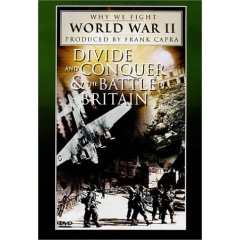 WHY WE FIGHT
WORLD WAR II
PRODUCED BY FRANK CAPRA
DIVIDE
AND CONQUER
& THE BATTLE OF
BRITAIN
DVD